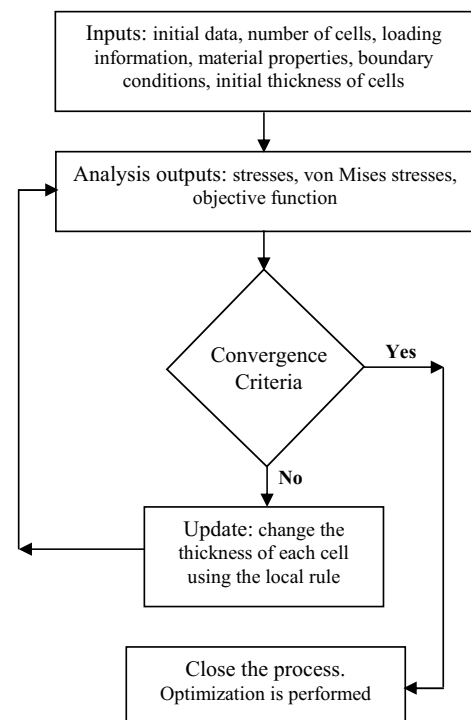 Inputs: initial data, number of cells, loading
information, material properties, boundary
conditions, initial thickness of cells
Analysis outputs: stresses, von Mises stresses,
objective function
Convergence
Criteria
Yes
No
Update: change the
thickness of each cell
using the local rule
Close the process.
Optimization is performed